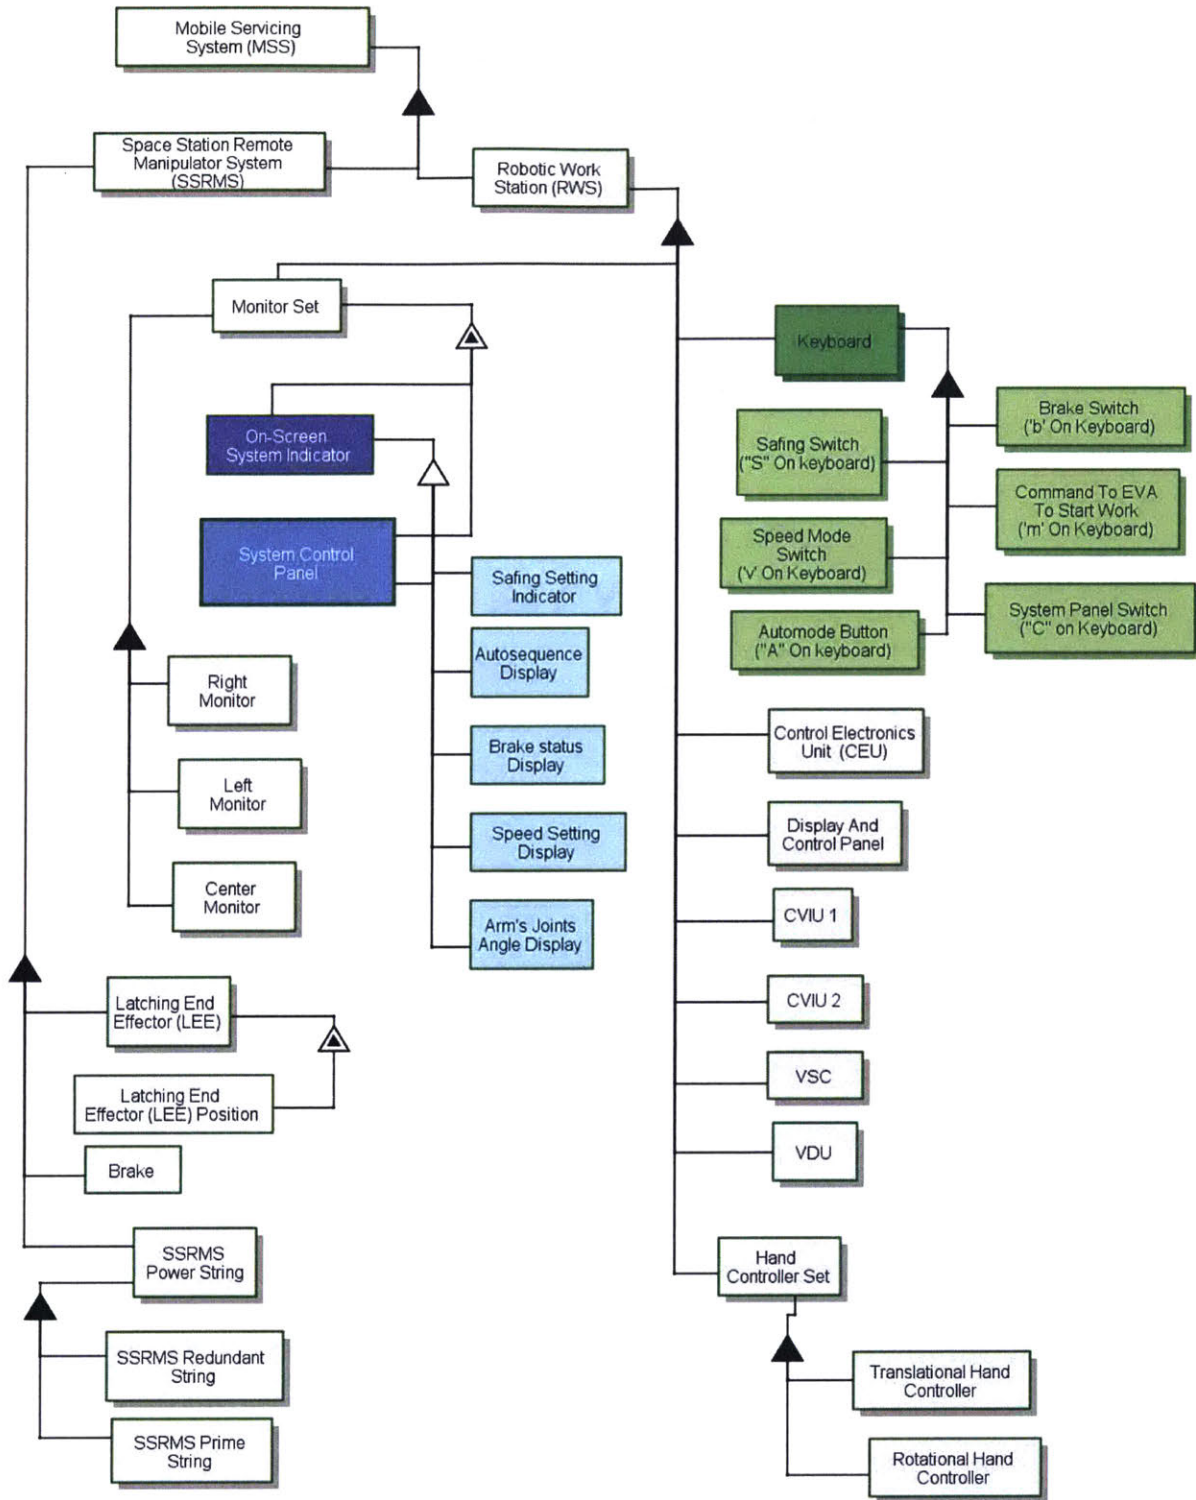 Mobile Servicing
System (MSS)
Space Station Remote
Manipulator System
(SSRMS)
Robotic Work
Station (RWS)
Monitor Set
Keyboard
On-Screen
System Indicator
Brake Switch
('b' On Keyboard)
Safing Switch
("S" On keyboard)
Command To EVA
To Start Work
('m' On Keyboard)
System Control
Panel
Speed Mode
Switch
('v' On Keyboard)
Safing Setting
Indicator
System Panel Switch
("C" on Keyboard)
Automode Button
("A" On keyboard)
Autosequence
Display
Right
Monitor
Control Electronics
Unit (CEU)
Brake status
Display
Left
Monitor
Speed Setting
Display
Display And
Control Panel
Center
Monitor
Arm's Joints
Angle Display
CVIU 1
Latching End
Effector (LEE)
CVIU 2
Latching End
Effector (LEE) Position
VSC
Brake
VDU
SSRMS
Power String
Hand
Controller Set
SSRMS Redundant
String
Translational Hand
Controller
SSRMS Prime
String
Rotational Hand
Controller